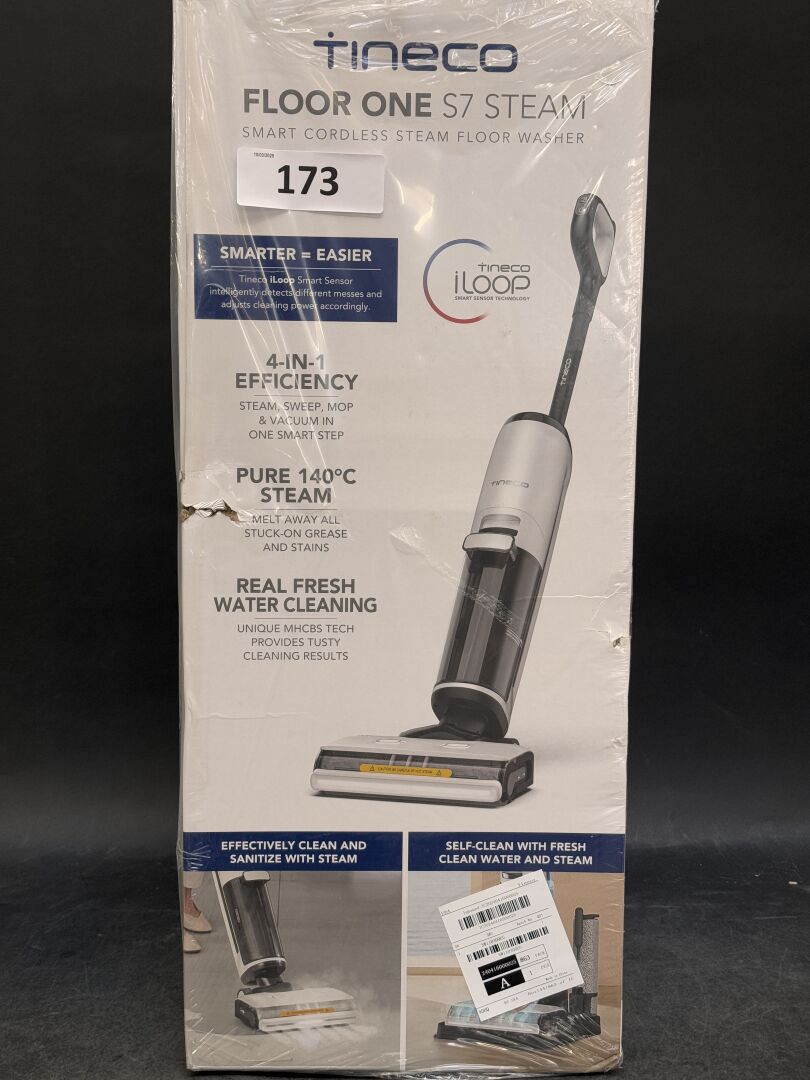 Tineco
FLOOR ONE S7 STEAM
SMART CORDLESS STEAM FLOOR WASHER
173
SMARTER = EASIER
Tineco iLoop Smart Sensor
intelligently detects different messes and
adjusts cleaning power accordingly.
Tineco
iLOOP
SMART SENSOR TECHNOLOGY
4-IN-1
EFFICIENCY
STEAM, SWEEP, MOP
& VACUUM IN
ONE SMART STEP
Tineco
PURE 140°C
STEAM
MELT AWAY ALL
STUCK-ON GREASE
AND STAINS
Tineco
REAL FRESH
WATER CLEANING
UNIQUE MHCBS TECH
PROVIDES TUSTY
CLEANING RESULTS
EFFECTIVELY CLEAN AND
SANITIZE WITH STEAM
SELF-CLEAN WITH FRESH
CLEAN WATER AND STEAM
A